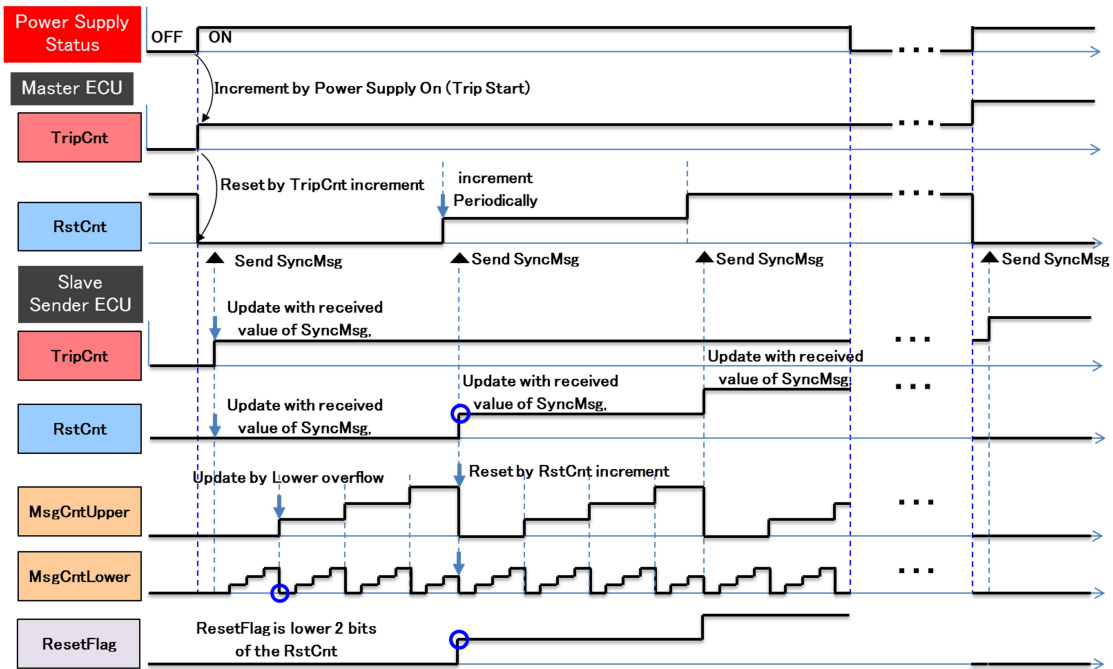 Power Supply
Status
OFF
ON
Increment by Power Supply On (Trip Start)
Master ECU
TripCnt
Reset by TripCnt increment
increment
Periodically
RstCnt
Send SyncMsg
Send SyncMsg
Send SyncMsg
Send SyncMsg
Slave
Sender ECU
Update with received
value of SyncMsg.
TripCnt
Update with received
value of SyncMsg.
Update with received
value of SyncMsg.
Update with received
value of SyncMsg.
RstCnt
Update by Lower overflow
Reset by RstCnt increment
MsgCntUpper
MsgCntLower
ResetFlag
ResetFlag is lower 2 bits
of the RstCnt